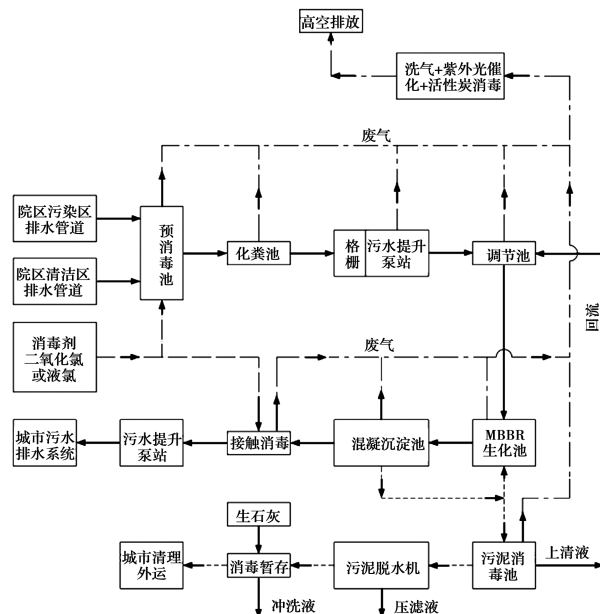 高空排放
洗气+紫外光催
化+活性炭消毒
废气
院区污染区
排水管道
预
消
毒
池
化粪池
格
栅
污水提升
泵站
调节池
院区清洁区
排水管道
回流
消毒剂
二氧化氯
或液氯
废气
城市污水
排水系统
污水提升
泵站
接触消毒
混凝沉淀池
MBBR
生化池
生石灰
城市清理
外运
消毒暂存
污泥脱水机
污泥消
毒池
上清液
冲洗液
压滤液